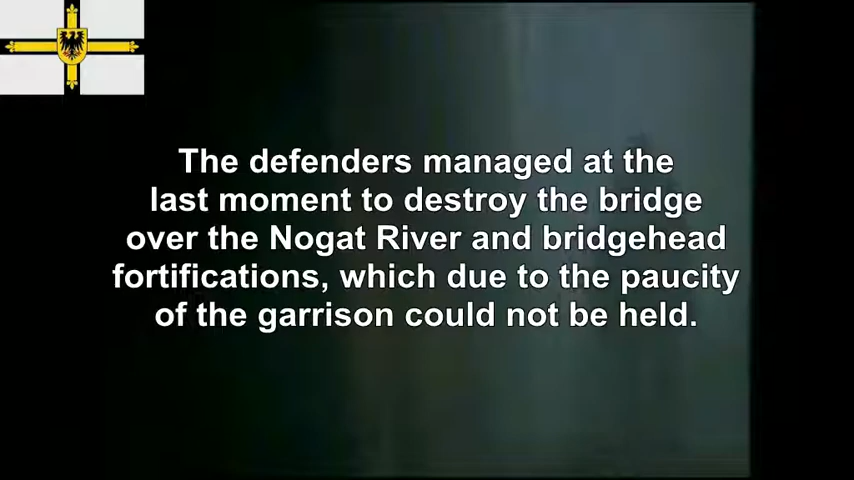 The defenders managed at the
last moment to destroy the bridge
over the Nogat River and bridgehead
fortifications, which due to the paucity
of the garrison could not be held.